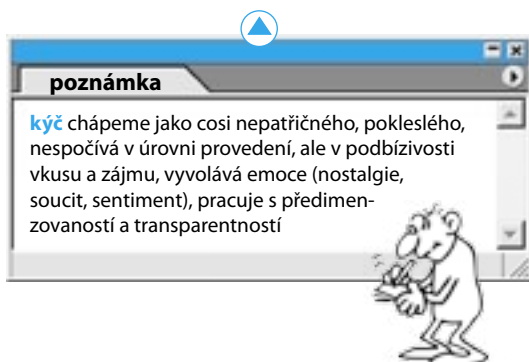 poznámka
kýč chápeme jako cosi nepatřičného, pokleslého,
nespočívá v úrovni provedení, ale v podbízivosti
vkusu a zájmu, vyvolává emoce (nostalgie,
soucit, sentiment), pracuje s předimen-
zovaností a transparentností